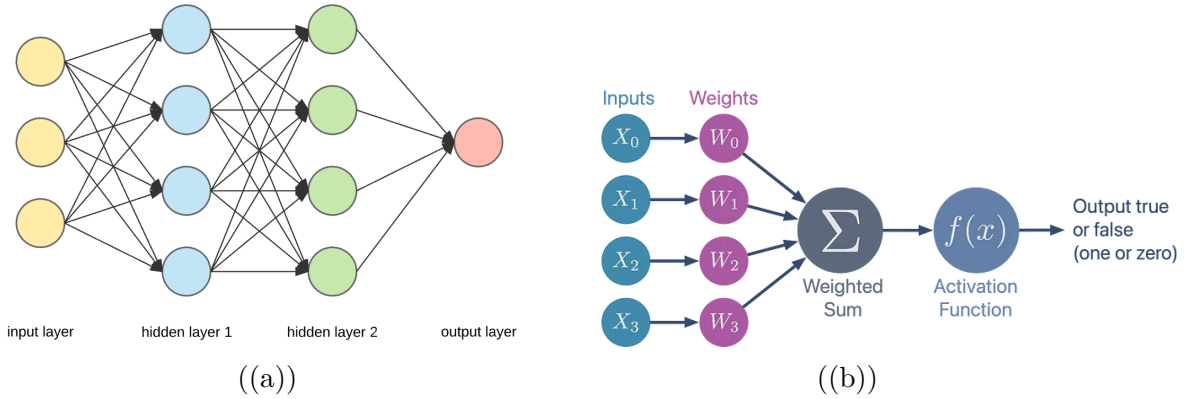 input layer
hidden layer 1
hidden layer 2
output layer
((a))
Inputs
Weights
X₀
W₀
X₁
W₁
X₂
W₂
X₃
W₃
Σ
Weighted
Sum
f(x)
Activation
Function
Output true
or false
(one or zero)
((b))